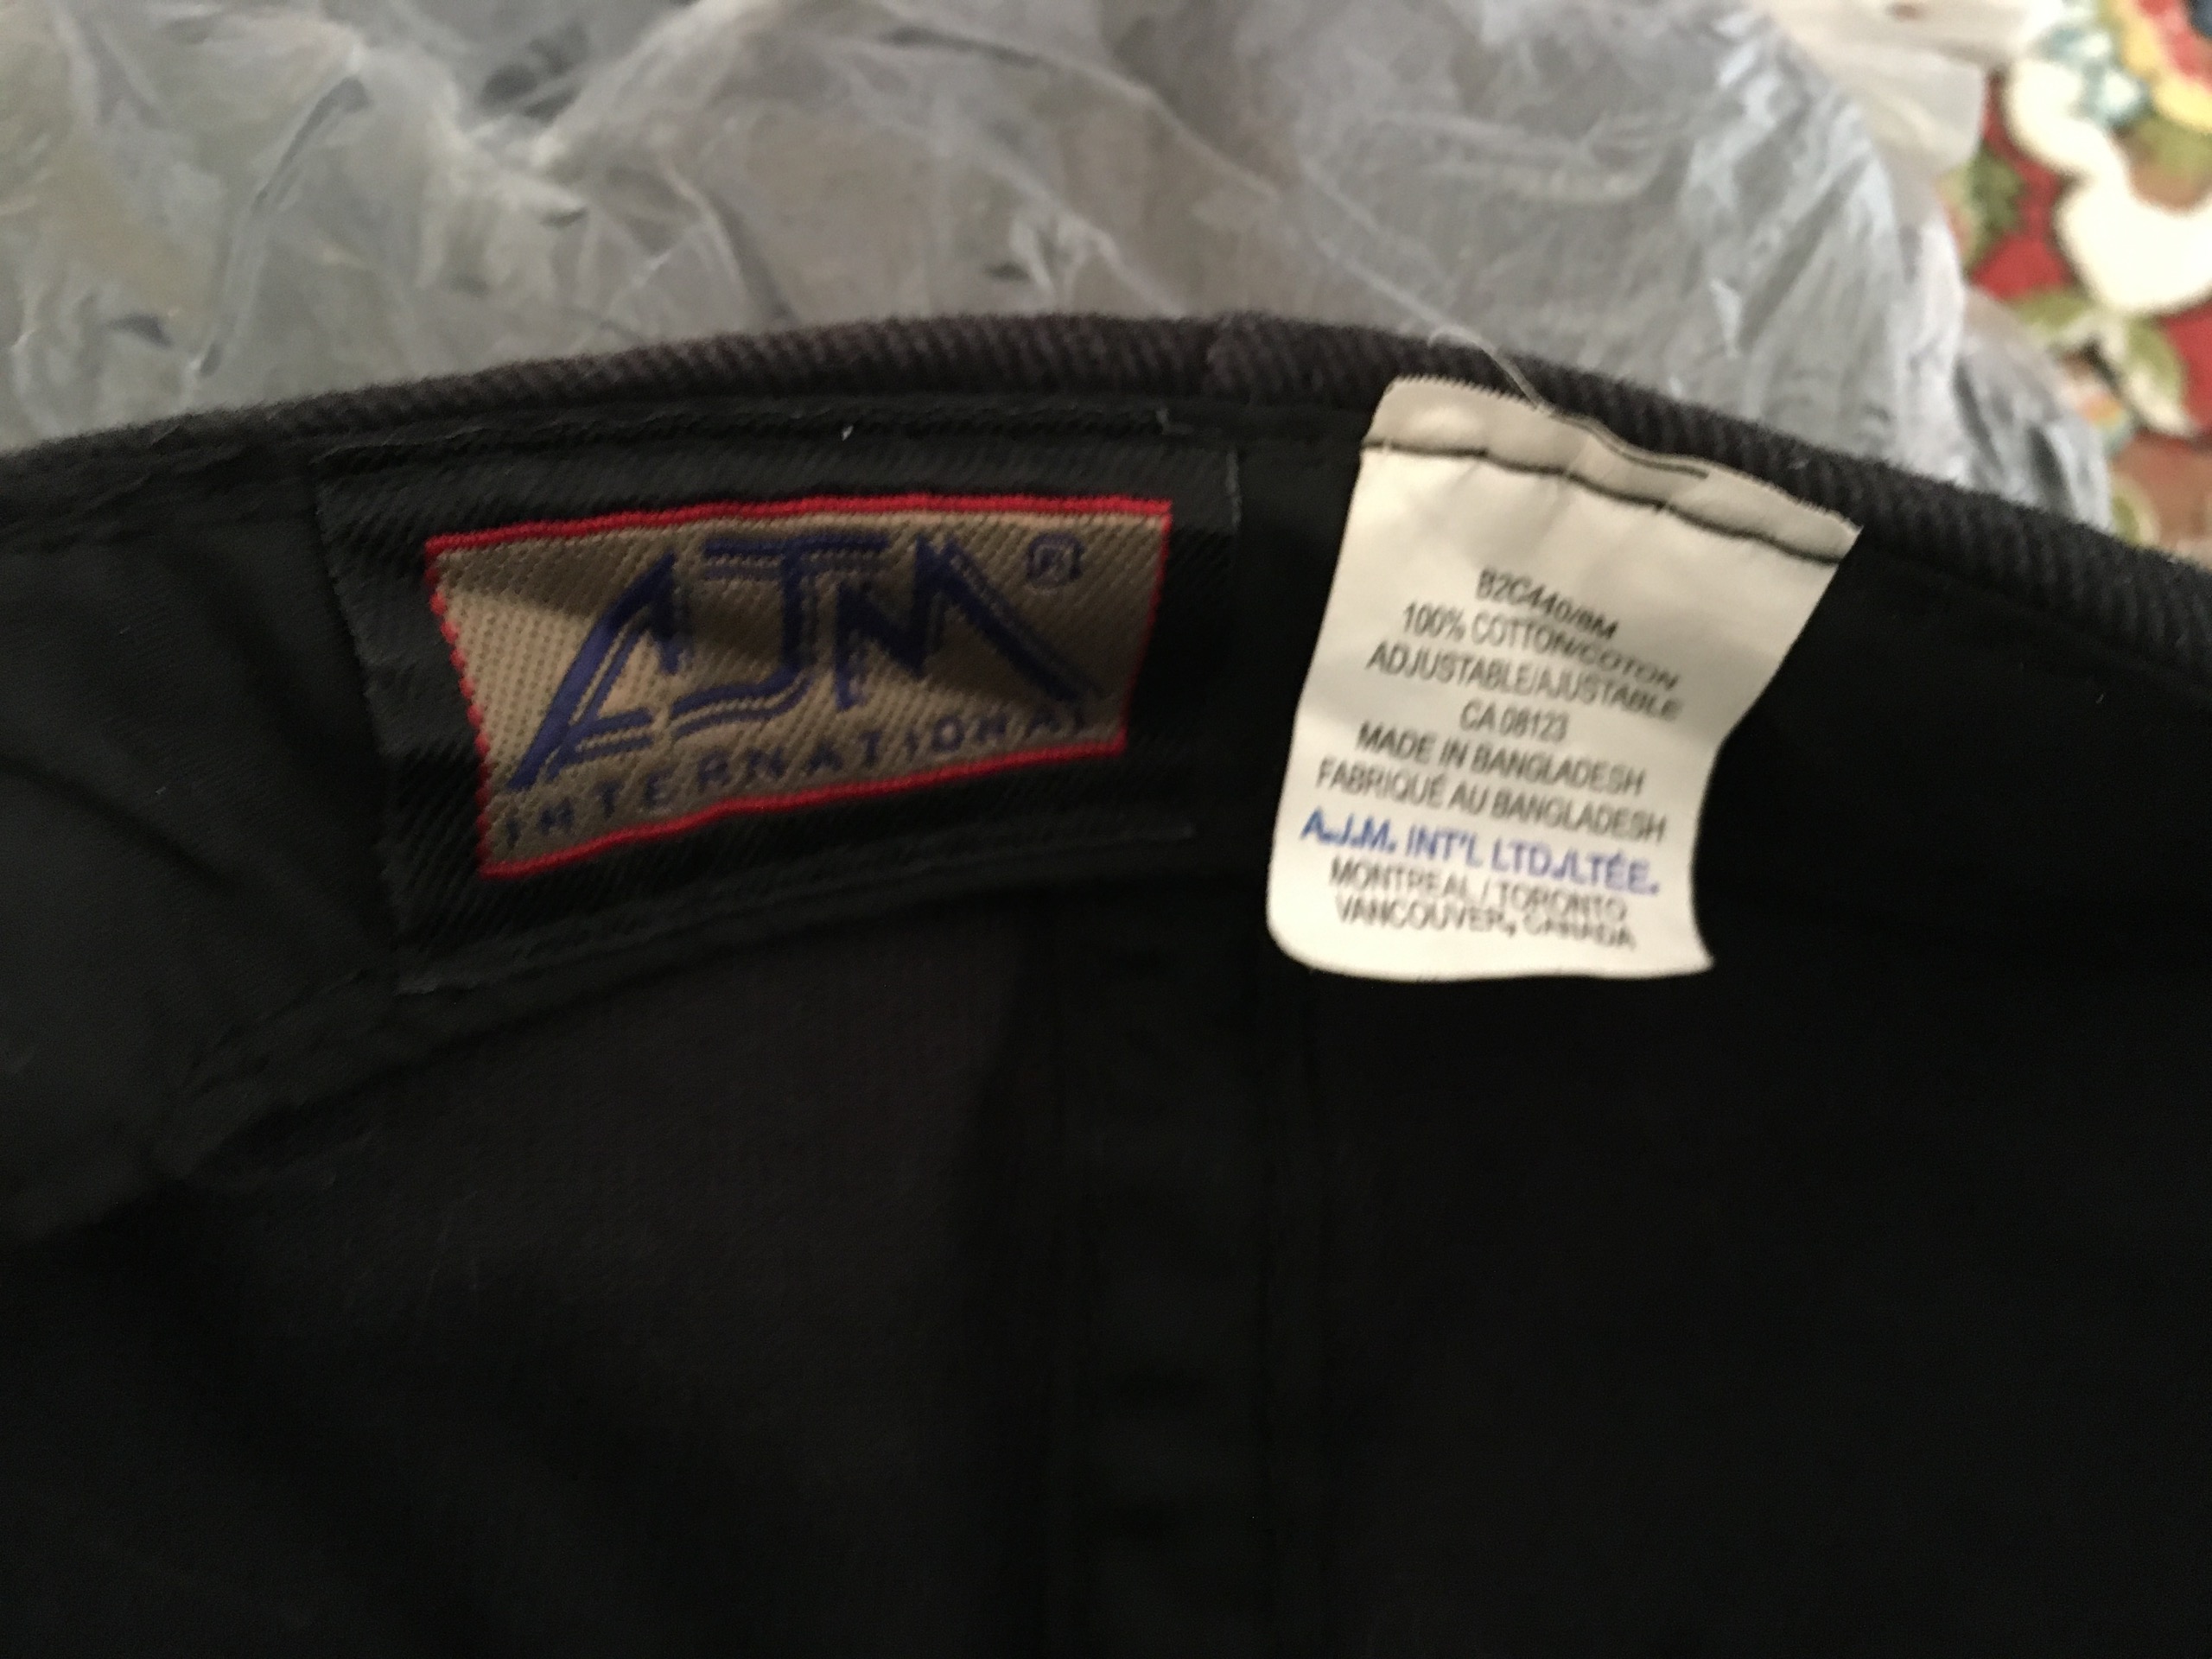 AJM ®
INTERNATIONAL
B2C440/8M
100% COTTON/COTON
ADJUSTABLE/AJUSTABLE
CA 08123
MADE IN BANGLADESH
FABRIQUÉ AU BANGLADESH
A.J.M. INT'L LTD./LTÉE.
MONTREAL / TORONTO
VANCOUVER, CANADA